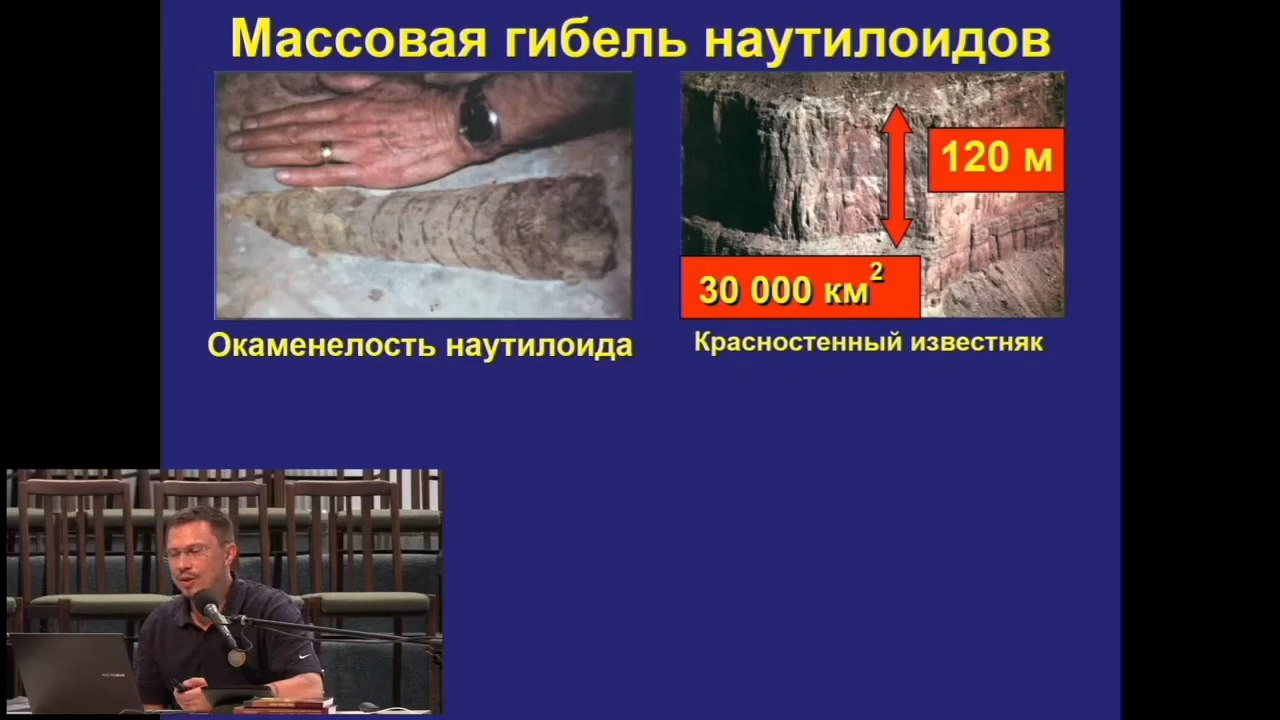 Массовая гибель наутилоидов
120 м
30 000 км²
Окаменелость наутилоида
Красностенный известняк